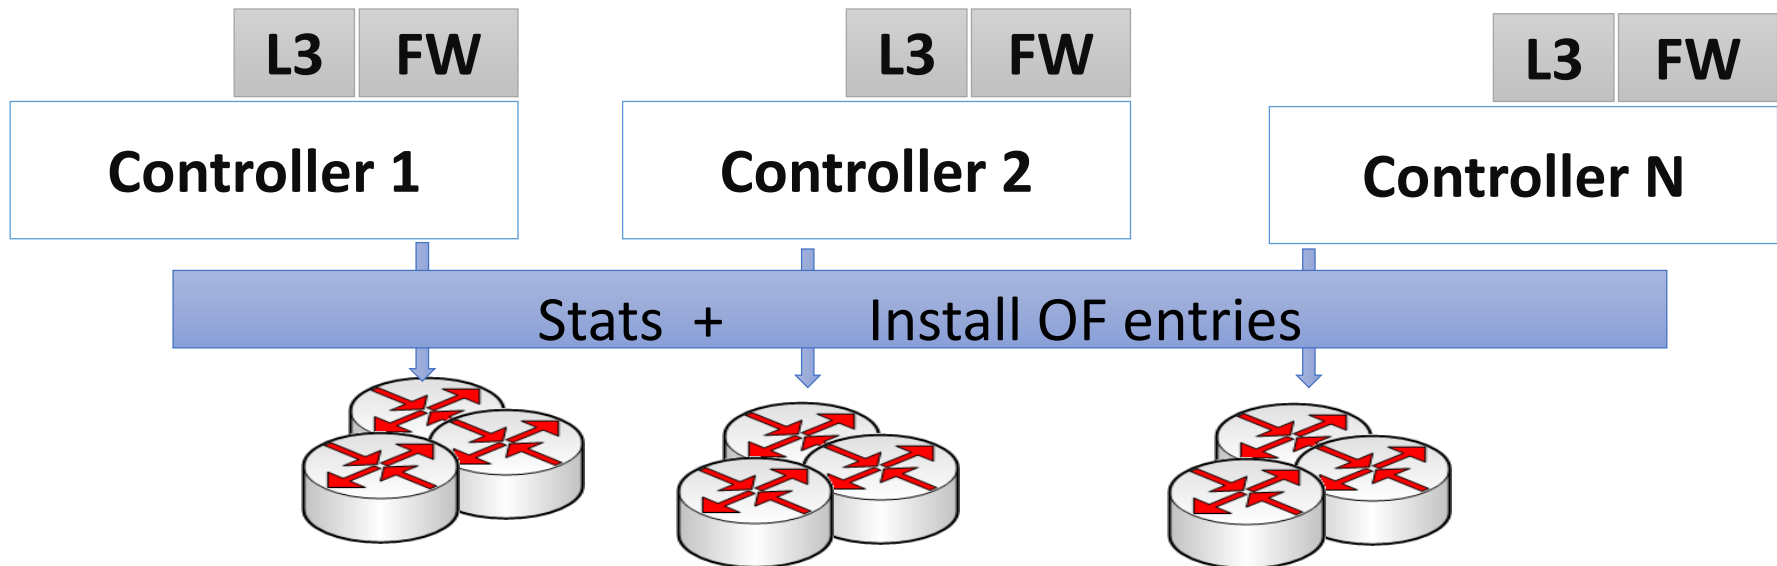 L3 FW
L3 FW
L3 FW
Controller 1
Controller 2
Controller N
Stats + Install OF entries